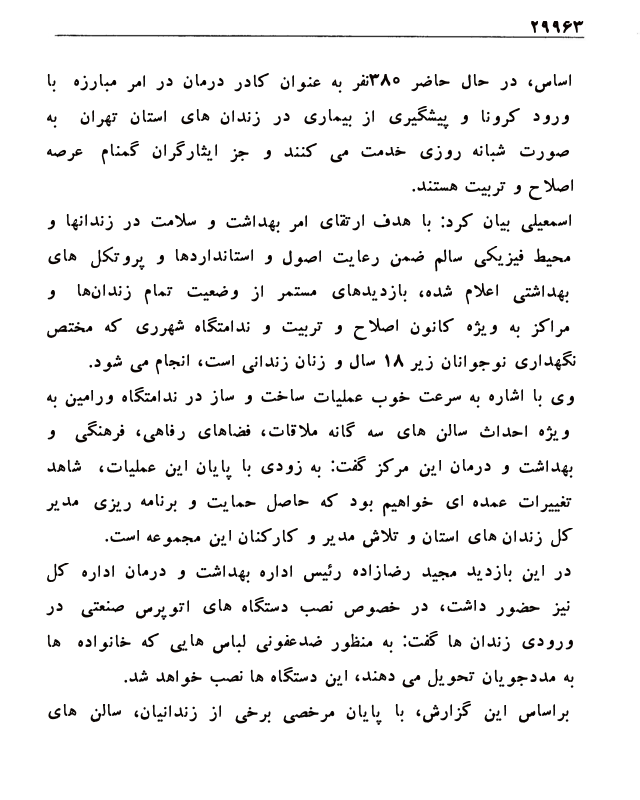 ۲۹۹۶۳
اساس، در حال حاضر ۳۸۰نفر به عنوان کادر درمان در امر مبارزه با
ورود کرونا و پیشگیری از بیماری در زندان های استان تهران به
صورت شبانه روزی خدمت می کنند و جز ایثارگران گمنام عرصه
اصلاح و تربیت هستند.
اسمعیلی بیان کرد: با هدف ارتقای امر بهداشت و سلامت در زندانها و
محیط فیزیکی سالم ضمن رعایت اصول و استانداردها و پروتکل های
بهداشتی اعلام شده، بازدیدهای مستمر از وضعیت تمام زندان‌ها و
مراکز به ویژه کانون اصلاح و تربیت و ندامتگاه شهرری که مختص
نگهداری نوجوانان زیر ۱۸ سال و زنان زندانی است، انجام می شود.
وی با اشاره به سرعت خوب عملیات ساخت و ساز در ندامتگاه ورامین به
ویژه احداث سالن های سه گانه ملاقات، فضاهای رفاهی، فرهنگی و
بهداشت و درمان این مرکز گفت: به زودی با پایان این عملیات، شاهد
تغییرات عمده ای خواهیم بود که حاصل حمایت و برنامه ریزی مدیر
کل زندان های استان و تلاش مدیر و کارکنان این مجموعه است.
در این بازدید مجید رضازاده رئیس اداره بهداشت و درمان اداره کل
نیز حضور داشت، در خصوص نصب دستگاه های اتوپرس صنعتی در
ورودی زندان ها گفت: به منظور ضدعفونی لباس هایی که خانواده ها
به مددجویان تحویل می دهند، این دستگاه ها نصب خواهد شد.
براساس این گزارش، با پایان مرخصی برخی از زندانیان، سالن های